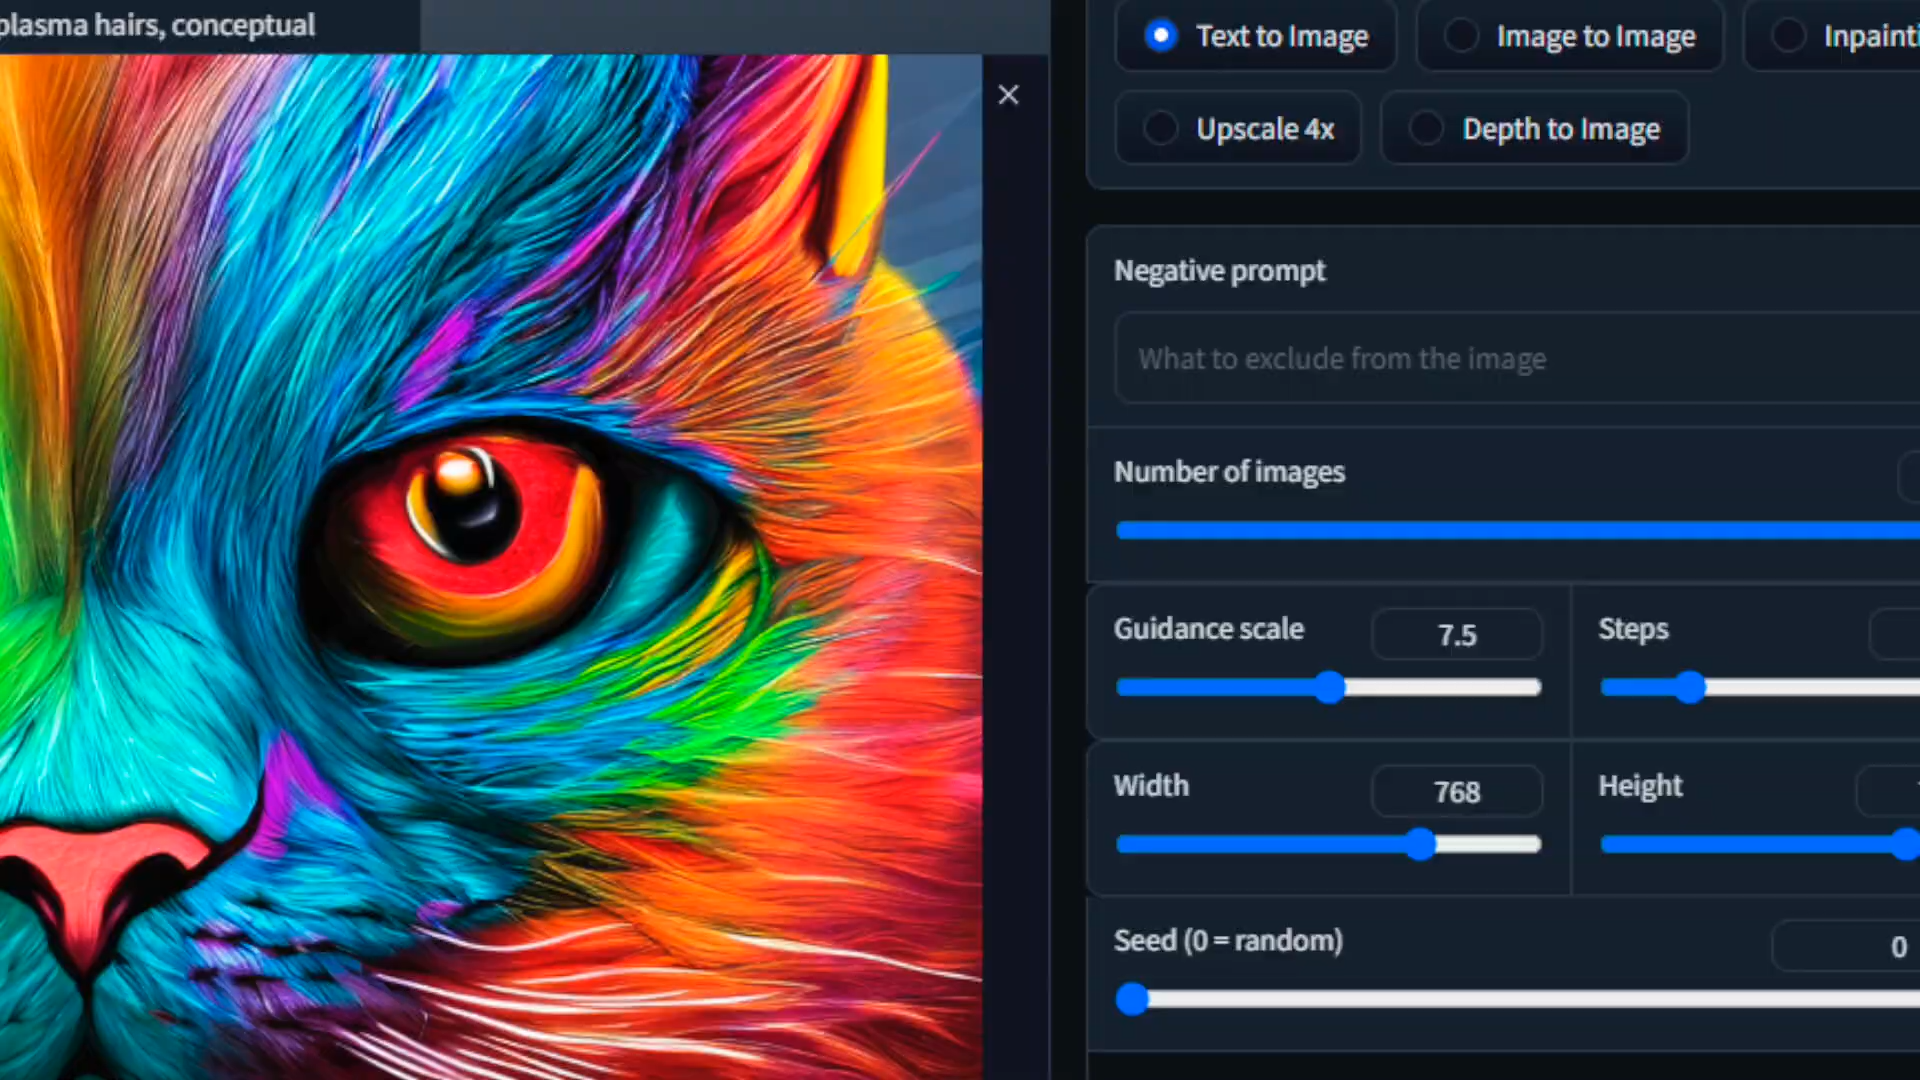 plasma hairs, conceptual
Text to Image
Image to Image
Upscale 4x
Depth to Image
Negative prompt
What to exclude from the image
Number of images
Guidance scale
7.5
Steps
Width
768
Height
Seed (0 = random)
0